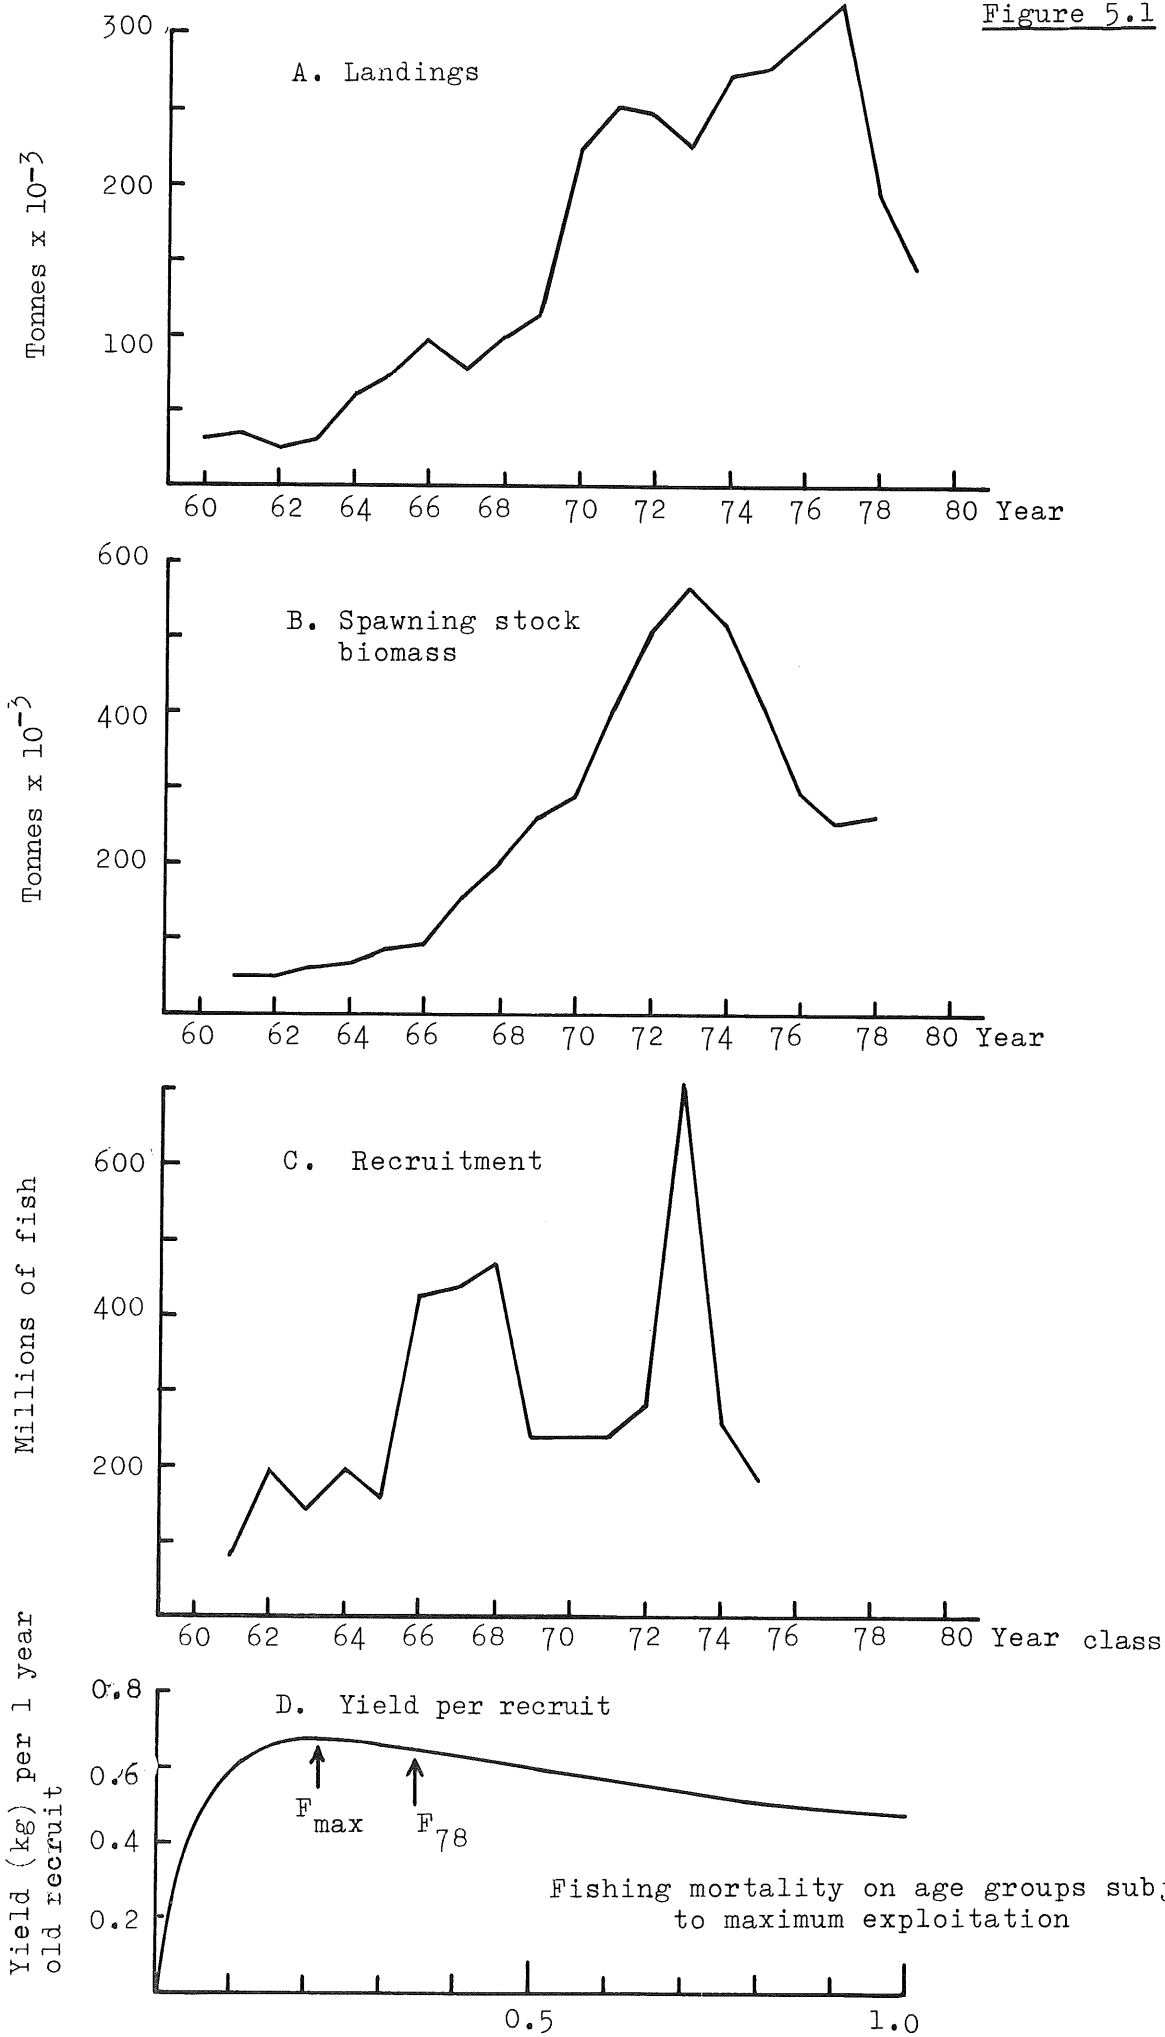 Figure 5.1
A. Landings
Tonnes x 10-3
300
200
100
60 62 64 66 68 70 72 74 76 78 80 Year
B. Spawning stock
biomass
Tonnes x 10-3
600
400
200
60 62 64 66 68 70 72 74 76 78 80 Year
C. Recruitment
Millions of fish
600
400
200
60 62 64 66 68 70 72 74 76 78 80 Year class
D. Yield per recruit
Yield (kg) per 1 year
old recruit
0.8
0.6
0.4
0.2
Fmax
F78
Fishing mortality on age groups subj
to maximum exploitation
0.5 1.0